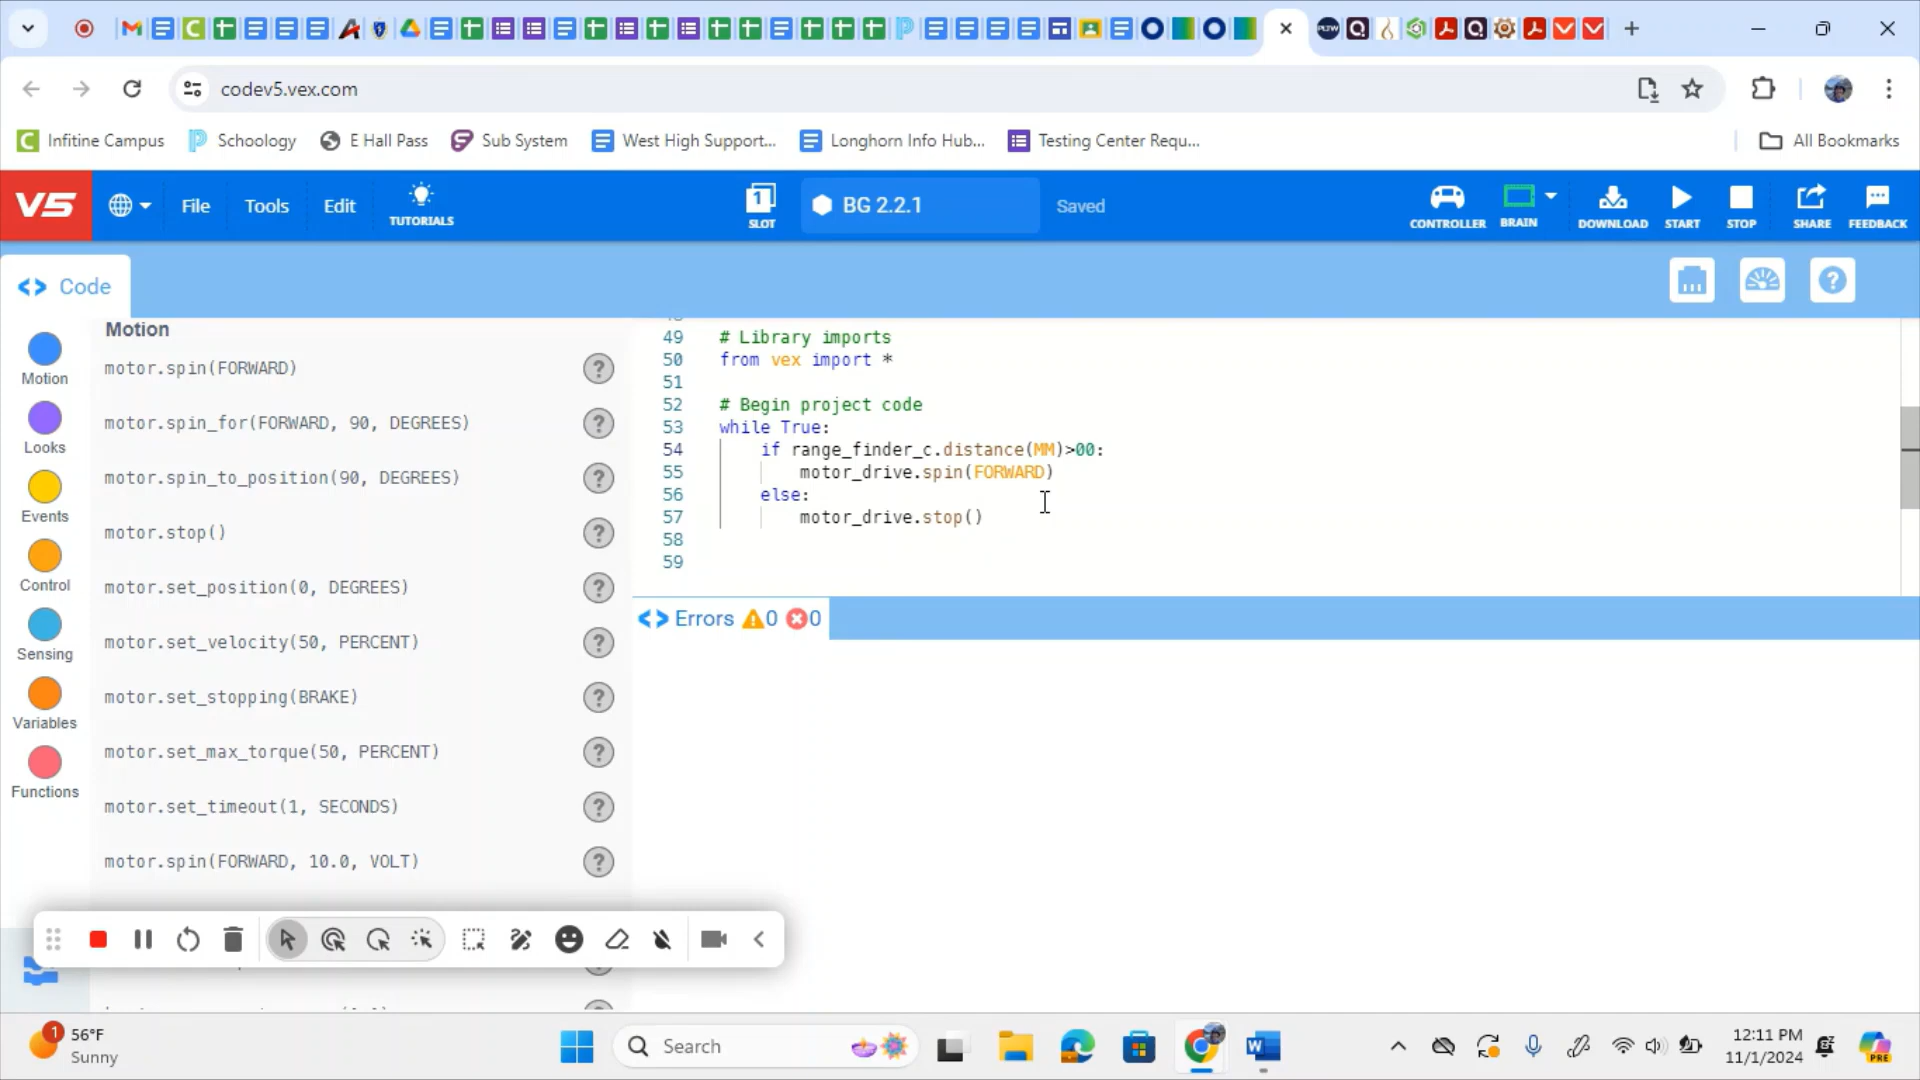 codev5.vex.com
Infitine Campus
Schoology
E Hall Pass
Sub System
West High Support...
Longhorn Info Hub...
Testing Center Requ...
All Bookmarks
V5
File
Tools
Edit
TUTORIALS
1
SLOT
BG 2.2.1
Saved
CONTROLLER
BRAIN
DOWNLOAD
START
STOP
SHARE
FEEDBACK
<> Code
Motion
Looks
Events
Control
Sensing
Variables
Functions
Motion
motor.spin(FORWARD)
motor.spin_for(FORWARD, 90, DEGREES)
motor.spin_to_position(90, DEGREES)
motor.stop()
motor.set_position(0, DEGREES)
motor.set_velocity(50, PERCENT)
motor.set_stopping(BRAKE)
motor.set_max_torque(50, PERCENT)
motor.set_timeout(1, SECONDS)
motor.spin(FORWARD, 10.0, VOLT)
49 # Library imports
50 from vex import *
51
52 # Begin project code
53 while True:
54 if range_finder_c.distance(MM)>00:
55 motor_drive.spin(FORWARD)
56 else:
57 motor_drive.stop()
58
59
<> Errors 0 0
1
56°F
Sunny
Search
12:11 PM
11/1/2024
PRE